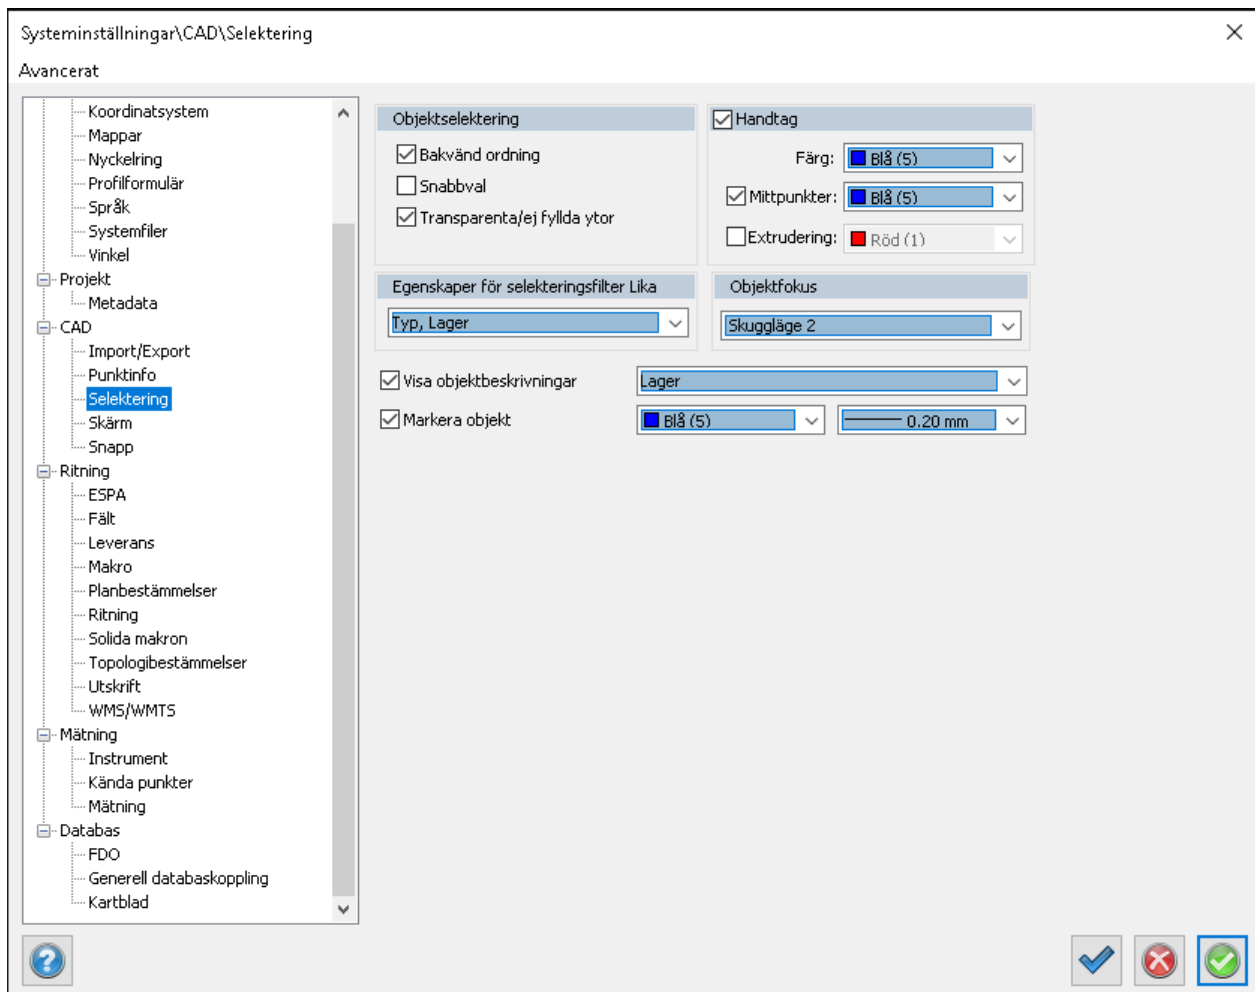 Systeminställningar\CAD\Selektering
Avancerat
Koordinatsystem
Mappar
Nyckelring
Profilformulär
Språk
Systemfiler
Vinkel
Projekt
Metadata
CAD
Import/Export
Punktinfo
Selektering
Skärm
Snapp
Ritning
ESPA
Fält
Leverans
Makro
Planbestämmelser
Ritning
Solida makron
Topologibestämmelser
Utskrift
WMS/WMTS
Mätning
Instrument
Kända punkter
Mätning
Databas
FDO
Generell databaskoppling
Kartblad
Objektselektering
Bakvänd ordning
Snabbval
Transparenta/ej fyllda ytor
Handtag
Färg: Blå (5)
Mittpunkter: Blå (5)
Extrudering: Röd (1)
Egenskaper för selekteringsfilter Lika
Typ, Lager
Objektfokus
Skuggläge 2
Visa objektbeskrivningar Lager
Markera objekt Blå (5) 0.20 mm